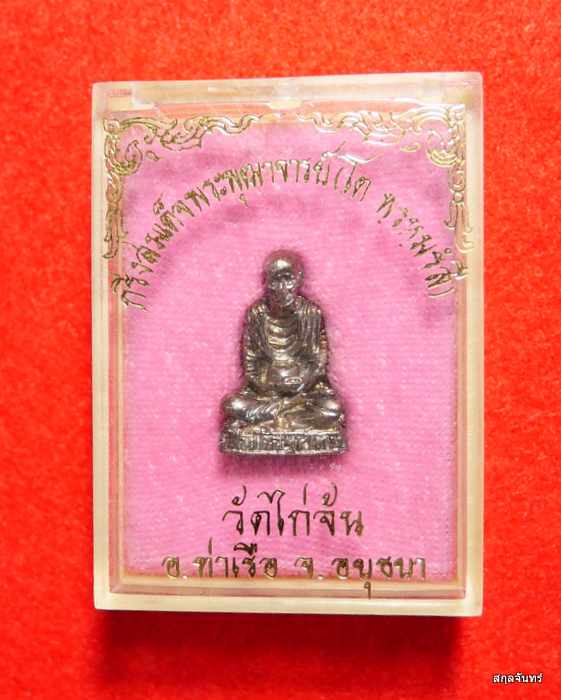 กริ่งสมเด็จพระพุฒาจารย์(โต พรหมรังสี)
วัดไก่จ้น
อ.ท่าเรือ จ.อยุธยา
สกุลจันทร์